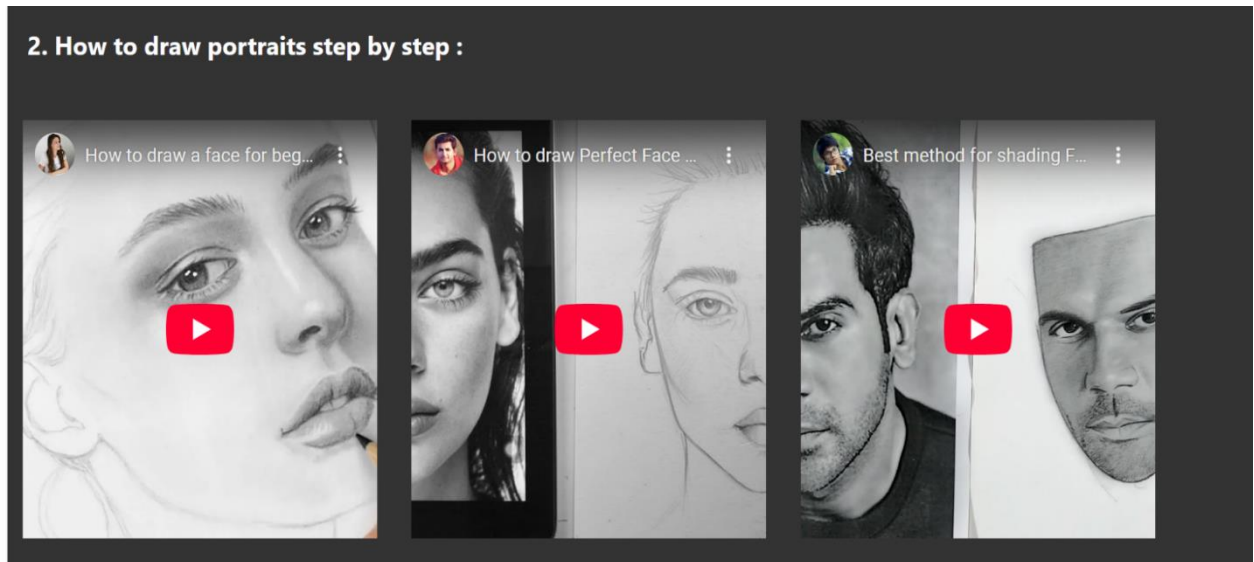 2. How to draw portraits step by step :
How to draw a face for beg...
How to draw Perfect Face ...
Best method for shading F...